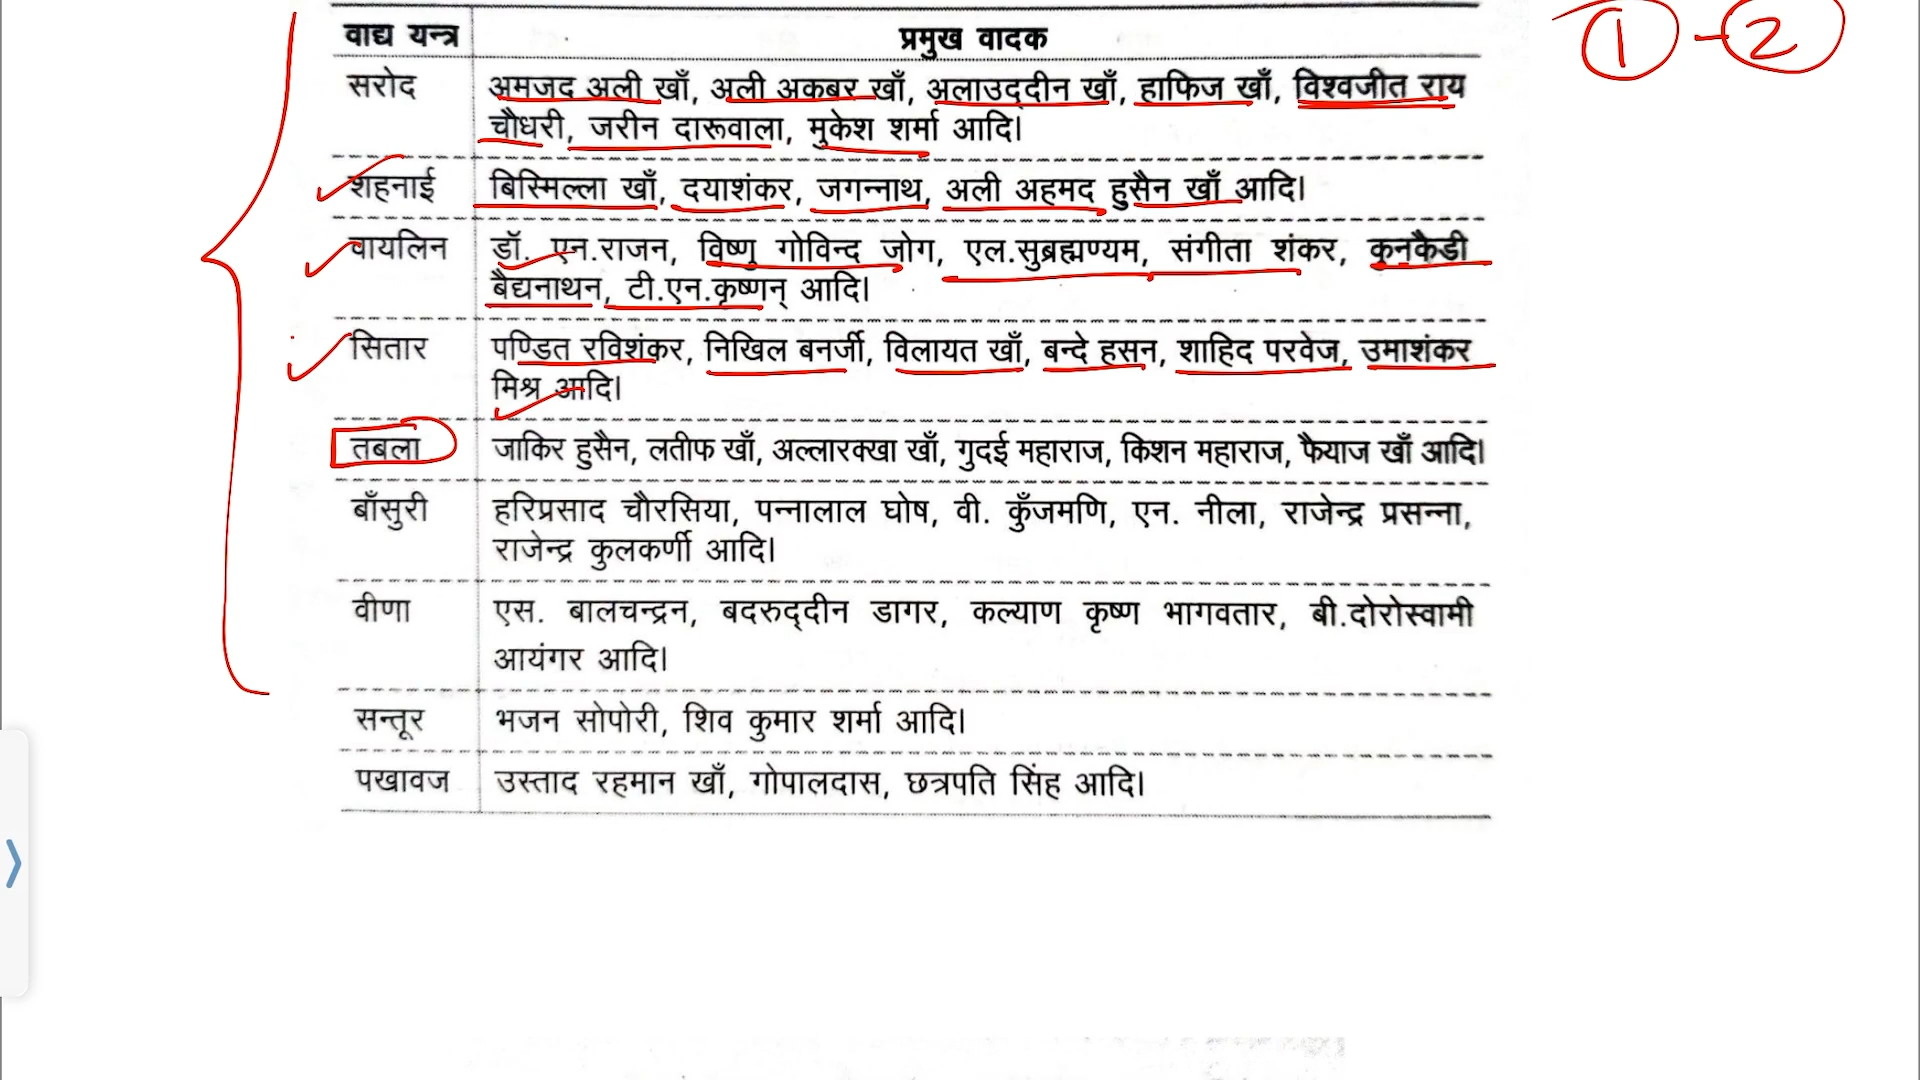 ① - ②
वाद्य यन्त्र प्रमुख वादक
सरोद अमजद अली खाँ, अली अकबर खाँ, अलाउद्दीन खाँ, हाफिज खाँ, विश्वजीत राय
चौधरी, जरीन दारूवाला, मुकेश शर्मा आदि।
शहनाई बिस्मिल्ला खाँ, दयाशंकर, जगन्नाथ, अली अहमद हुसैन खाँ आदि।
वायलिन डॉ. एन.राजन, विष्णु गोविन्द जोग, एल.सुब्रह्मण्यम, संगीता शंकर, कुनकैडी
बैद्यनाथन, टी.एन.कृष्णन् आदि।
सितार पण्डित रविशंकर, निखिल बनर्जी, विलायत खाँ, बन्दे हसन, शाहिद परवेज, उमाशंकर
मिश्र आदि।
तबला जाकिर हुसैन, लतीफ खाँ, अल्लारक्खा खाँ, गुदई महाराज, किशन महाराज, फैयाज खाँ आदि।
बाँसुरी हरिप्रसाद चौरसिया, पन्नालाल घोष, वी. कुँजमणि, एन. नीला, राजेन्द्र प्रसन्ना,
राजेन्द्र कुलकर्णी आदि।
वीणा एस. बालचन्द्रन, बदरुद्दीन डागर, कल्याण कृष्ण भागवतार, बी.दोरोस्वामी
आयंगर आदि।
सन्तूर भजन सोपोरी, शिव कुमार शर्मा आदि।
पखावज उस्ताद रहमान खाँ, गोपालदास, छत्रपति सिंह आदि।